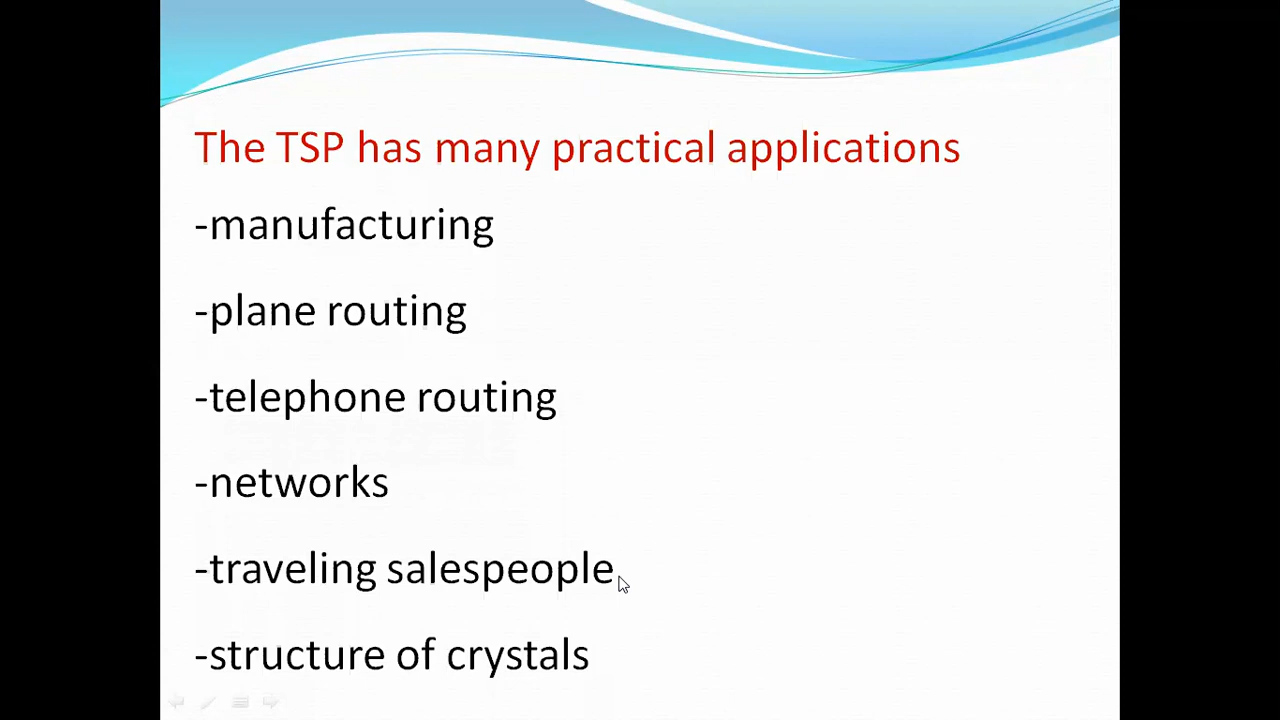 The TSP has many practical applications
-manufacturing
-plane routing
-telephone routing
-networks
-traveling salespeople
-structure of crystals